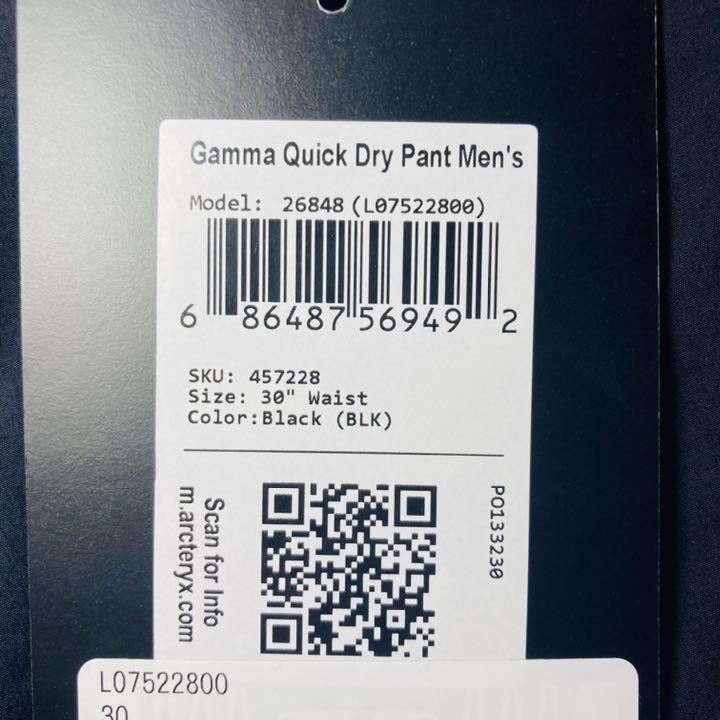 Gamma Quick Dry Pant Men's
Model: 26848 (L07522800)
6 86487 56949 2
SKU: 457228
Size: 30" Waist
Color:Black (BLK)
Scan for Info
m.arcteryx.com
PO133230
L07522800
30